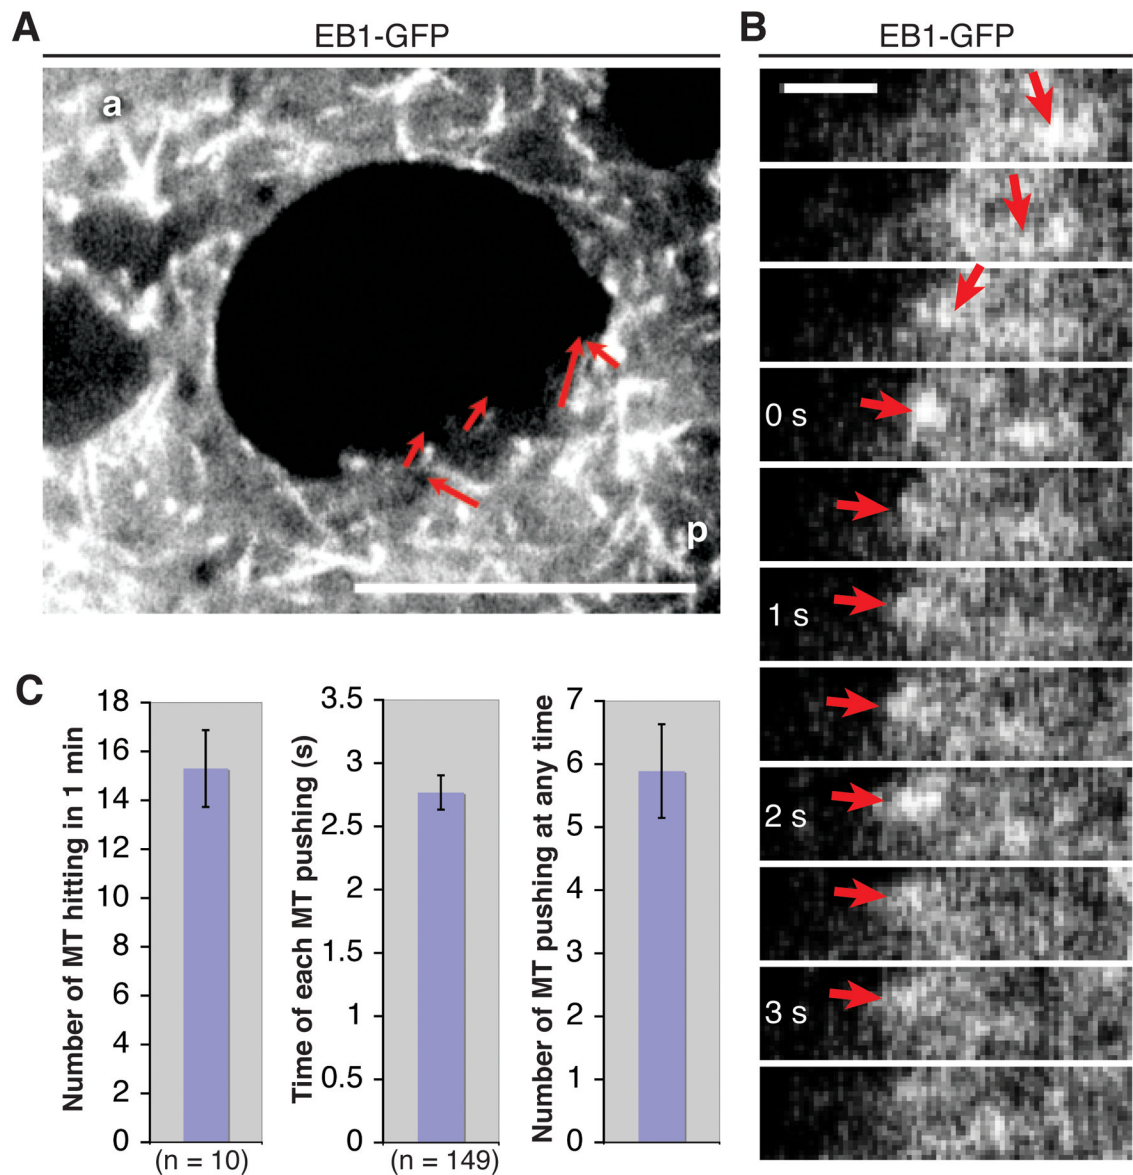 A
EB1-GFP
a
p
B
EB1-GFP
0 s
1 s
2 s
3 s
C
Number of MT hitting in 1 min
18
16
14
12
10
8
6
4
2
0
(n = 10)
Time of each MT pushing (s)
3.5
3
2.5
2
1.5
1
0.5
0
(n = 149)
Number of MT pushing at any time
7
6
5
4
3
2
1
0